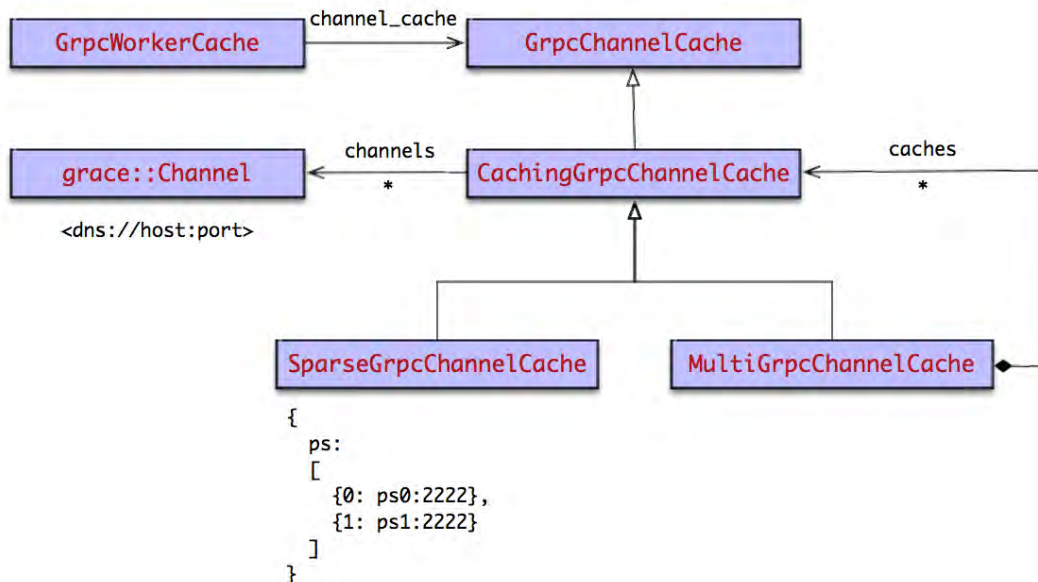 channel_cache
GrpcWorkerCache
GrpcChannelCache
channels
caches
grace::Channel
CachingGrpcChannelCache
*
*
<dns://host:port>
SparseGrpcChannelCache
MultiGrpcChannelCache
{
ps:
[
{0: ps0:2222},
{1: ps1:2222}
]
}